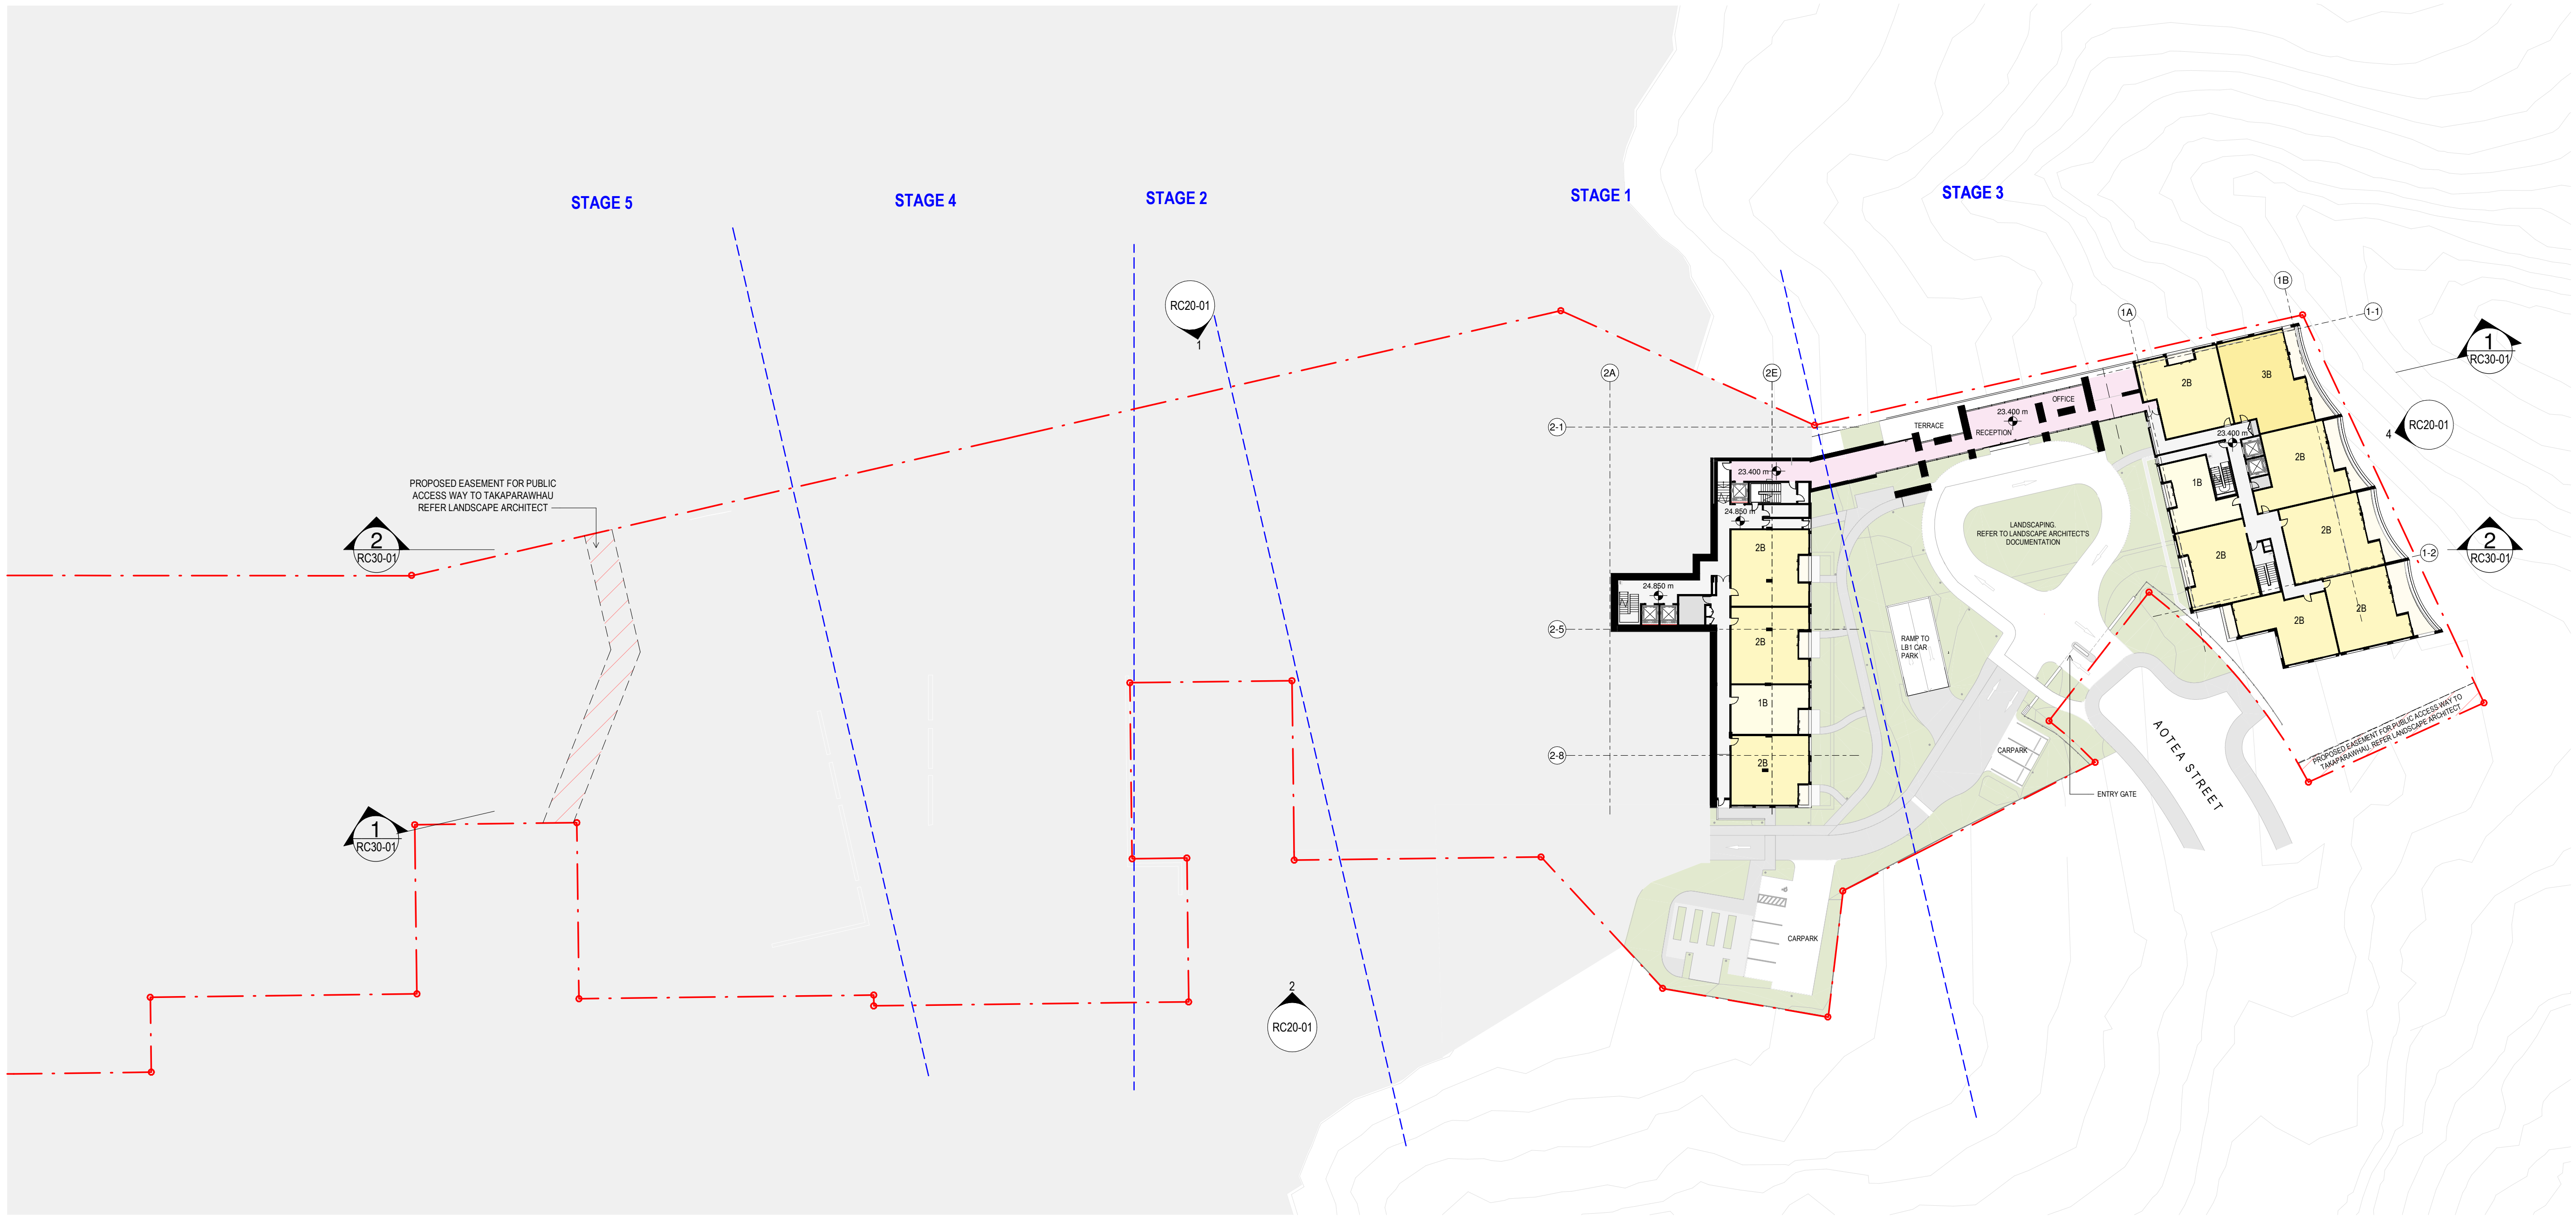 STAGE 5
STAGE 4
STAGE 2
STAGE 1
STAGE 3
RC20-01
1
1A
1B
1-1
1
RC30-01
2A
2E
2-1
TERRACE
RECEPTION
23.400 m
OFFICE
2B
3B
23.400 m
2B
1B
2B
2B
2B
2B
4
RC20-01
1-2
2
RC30-01
PROPOSED EASEMENT FOR PUBLIC
ACCESS WAY TO TAKAPARAWHAU
REFER LANDSCAPE ARCHITECT
2
RC30-01
23.400 m
24.850 m
2B
24.850 m
2-5
2B
1B
2-8
2B
LANDSCAPING.
REFER TO LANDSCAPE ARCHITECT'S
DOCUMENTATION
RAMP TO
LB1 CAR
PARK
CARPARK
ENTRY GATE
AOTEA STREET
PROPOSED EASEMENT FOR PUBLIC ACCESS WAY TO
TAKAPARAWHAU. REFER LANDSCAPE ARCHITECT
1
RC30-01
CARPARK
2
RC20-01